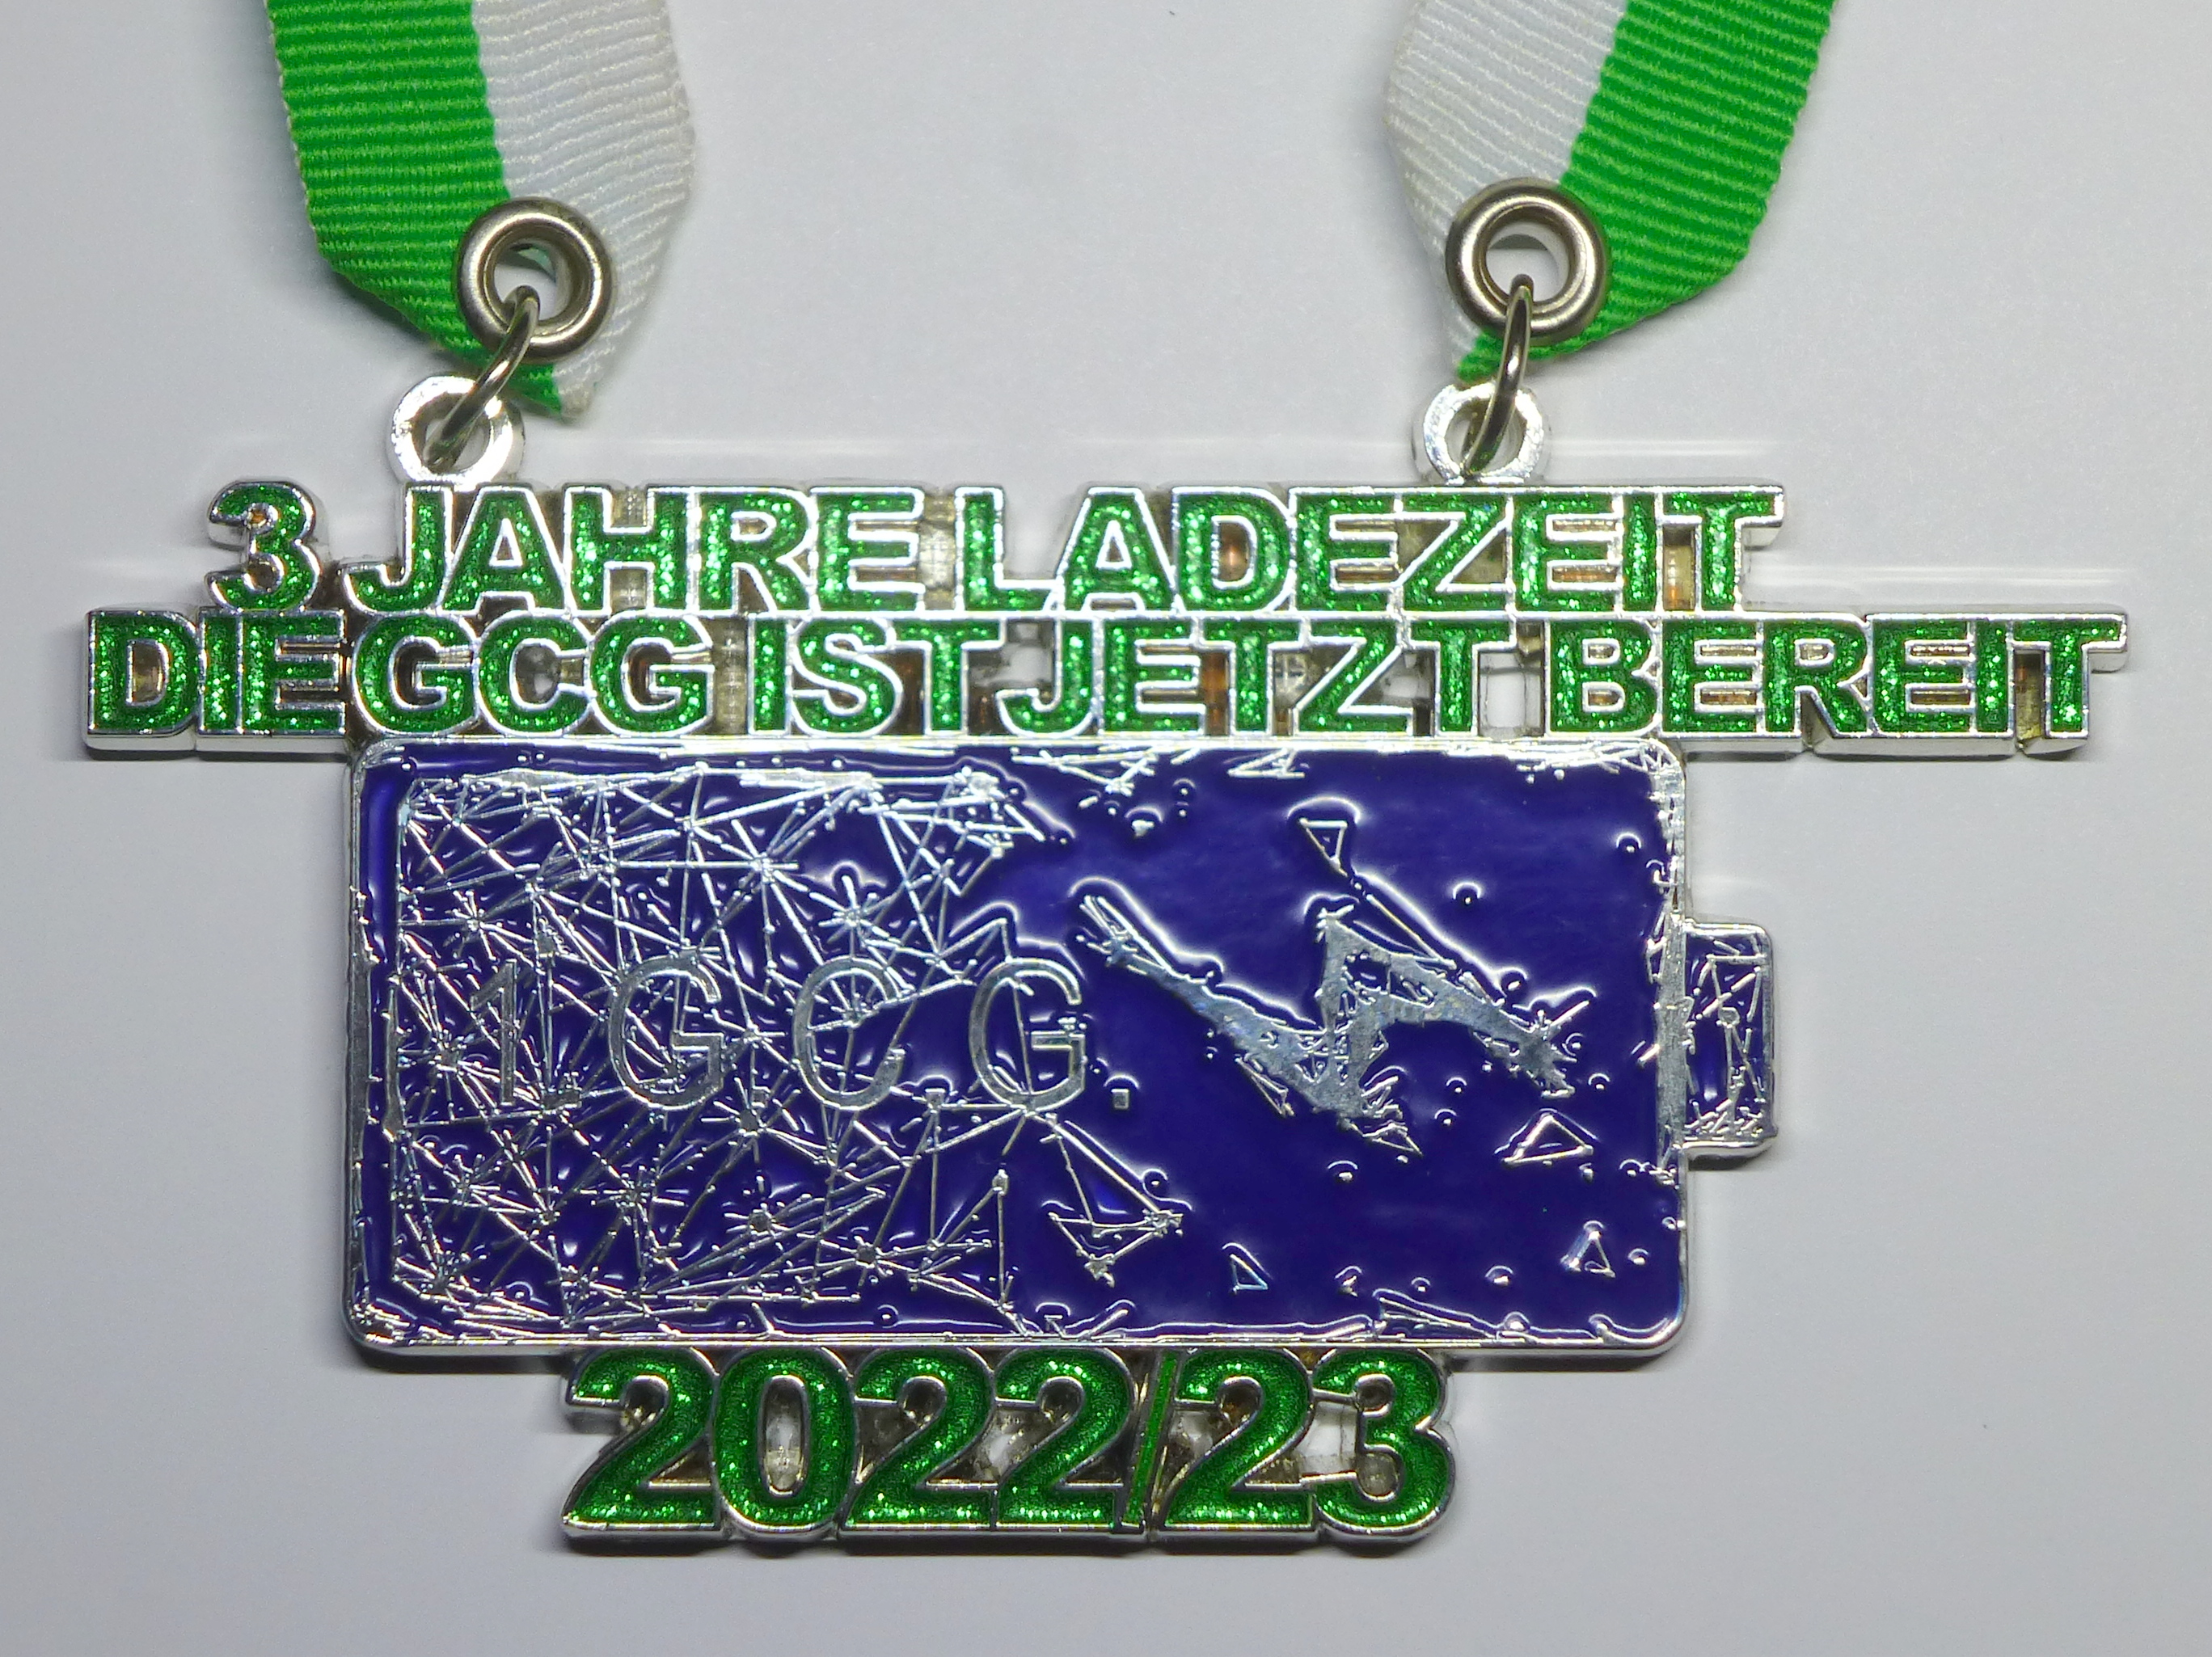 3 JAHRE LADEZEIT
DIE GCG IST JETZT BEREIT
1.G.C.G.
2022/23